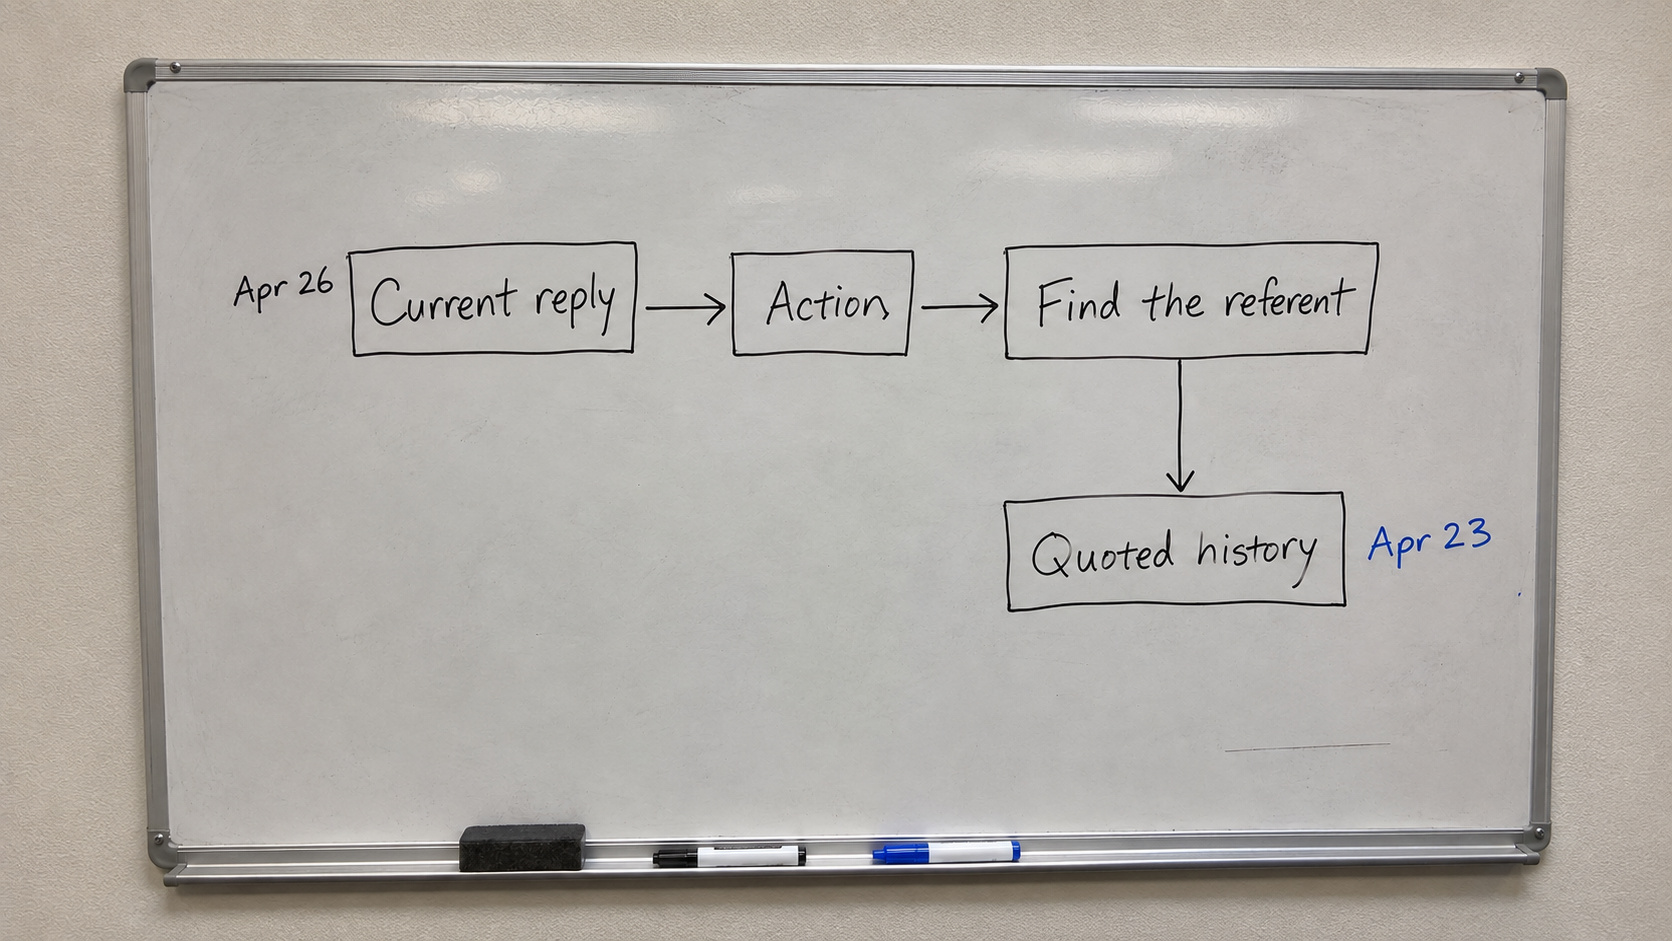 Apr 26
Current reply
Action
Find the referent
Quoted history
Apr 23